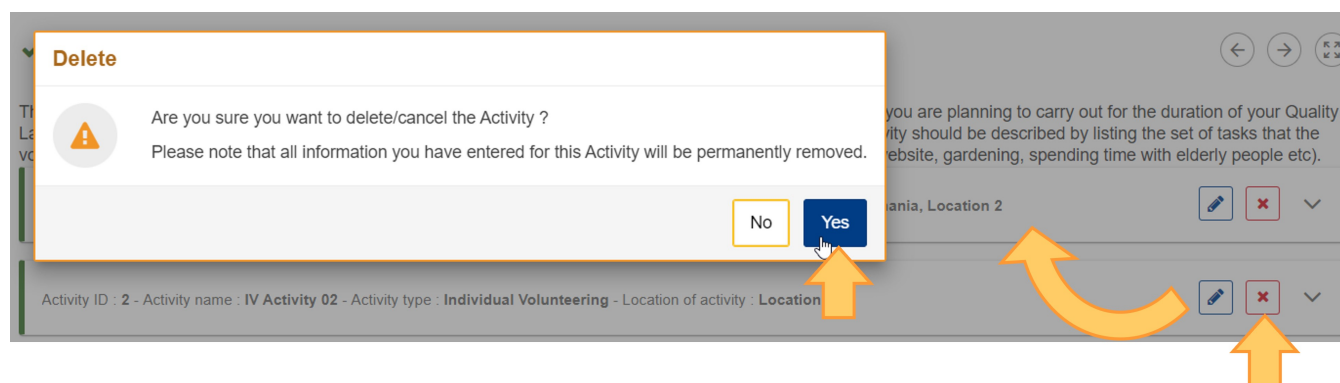 Delete
Are you sure you want to delete/cancel the Activity ?
Please note that all information you have entered for this Activity will be permanently removed.
No
Yes
you are planning to carry out for the duration of your Quality
should be described by listing the set of tasks that the
gardening, spending time with elderly people etc).
Location 2
Activity ID : 2 - Activity name : IV Activity 02 - Activity type : Individual Volunteering - Location of activity : Location